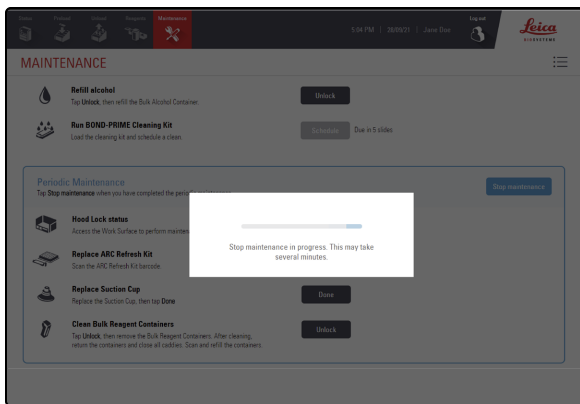 Status
Preload
Unload
Reagents
Maintenance
5:04 PM | 28/09/21 | Jane Doe
Log out
Leica
BIOSYSTEMS
MAINTENANCE
Refill alcohol
Tap Unlock, then refill the Bulk Alcohol Container.
Unlock
Run BOND-PRIME Cleaning Kit
Load the cleaning kit and schedule a clean.
Schedule
Due in 5 slides
Periodic Maintenance
Tap Stop maintenance when you have completed the
Stop maintenance
Hood Lock status
Access the Work Surface to perform
Stop maintenance in progress. This may take
several minutes.
Replace ARC Refresh Kit
Scan the ARC Refresh Kit barcode.
Replace Suction Cup
Replace the Suction Cup, then tap Done
Done
Clean Bulk Reagent Containers
Tap Unlock, then remove the Bulk Reagent Containers. After cleaning,
return the containers and close all caddies. Scan and refill the containers
Unlock